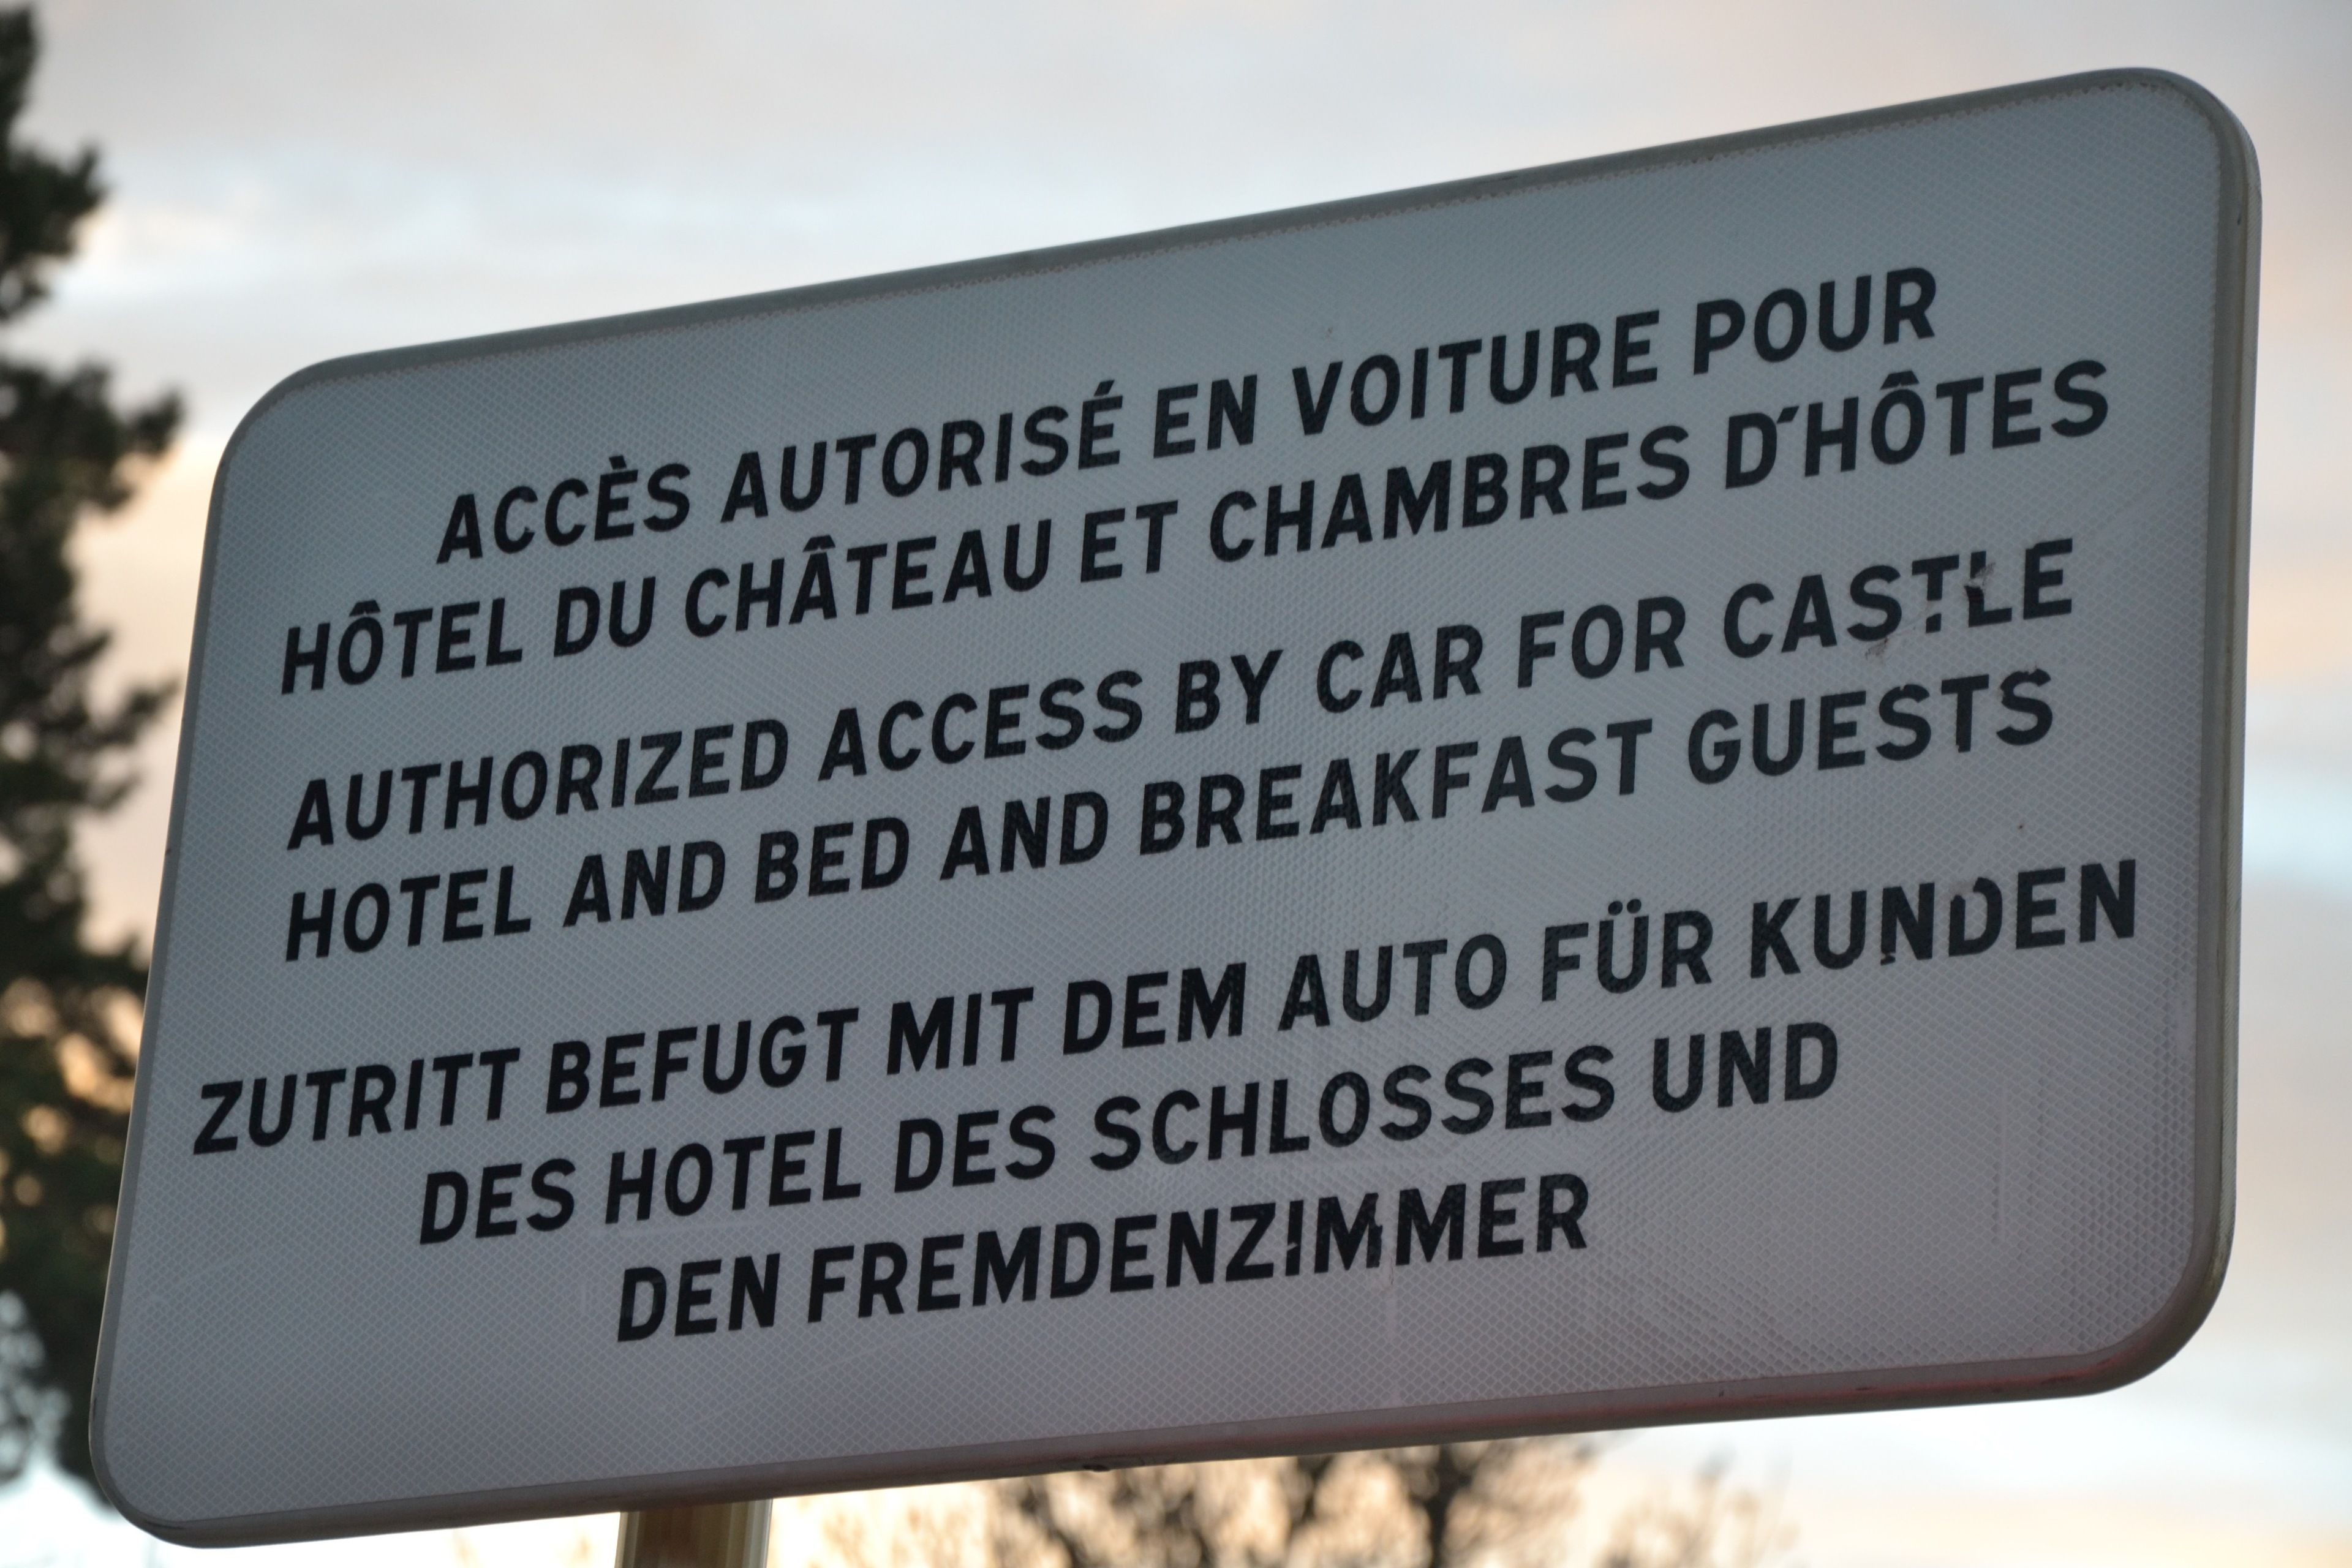 ACCÈS AUTORISÉ EN VOITURE POUR
HÔTEL DU CHÂTEAU ET CHAMBRES D´HÔTES
AUTHORIZED ACCESS BY CAR FOR CASTLE
HOTEL AND BED AND BREAKFAST GUESTS
ZUTRITT BEFUGT MIT DEM AUTO FÜR KUNDEN
DES HOTEL DES SCHLOSSES UND
DEN FREMDENZIMMER